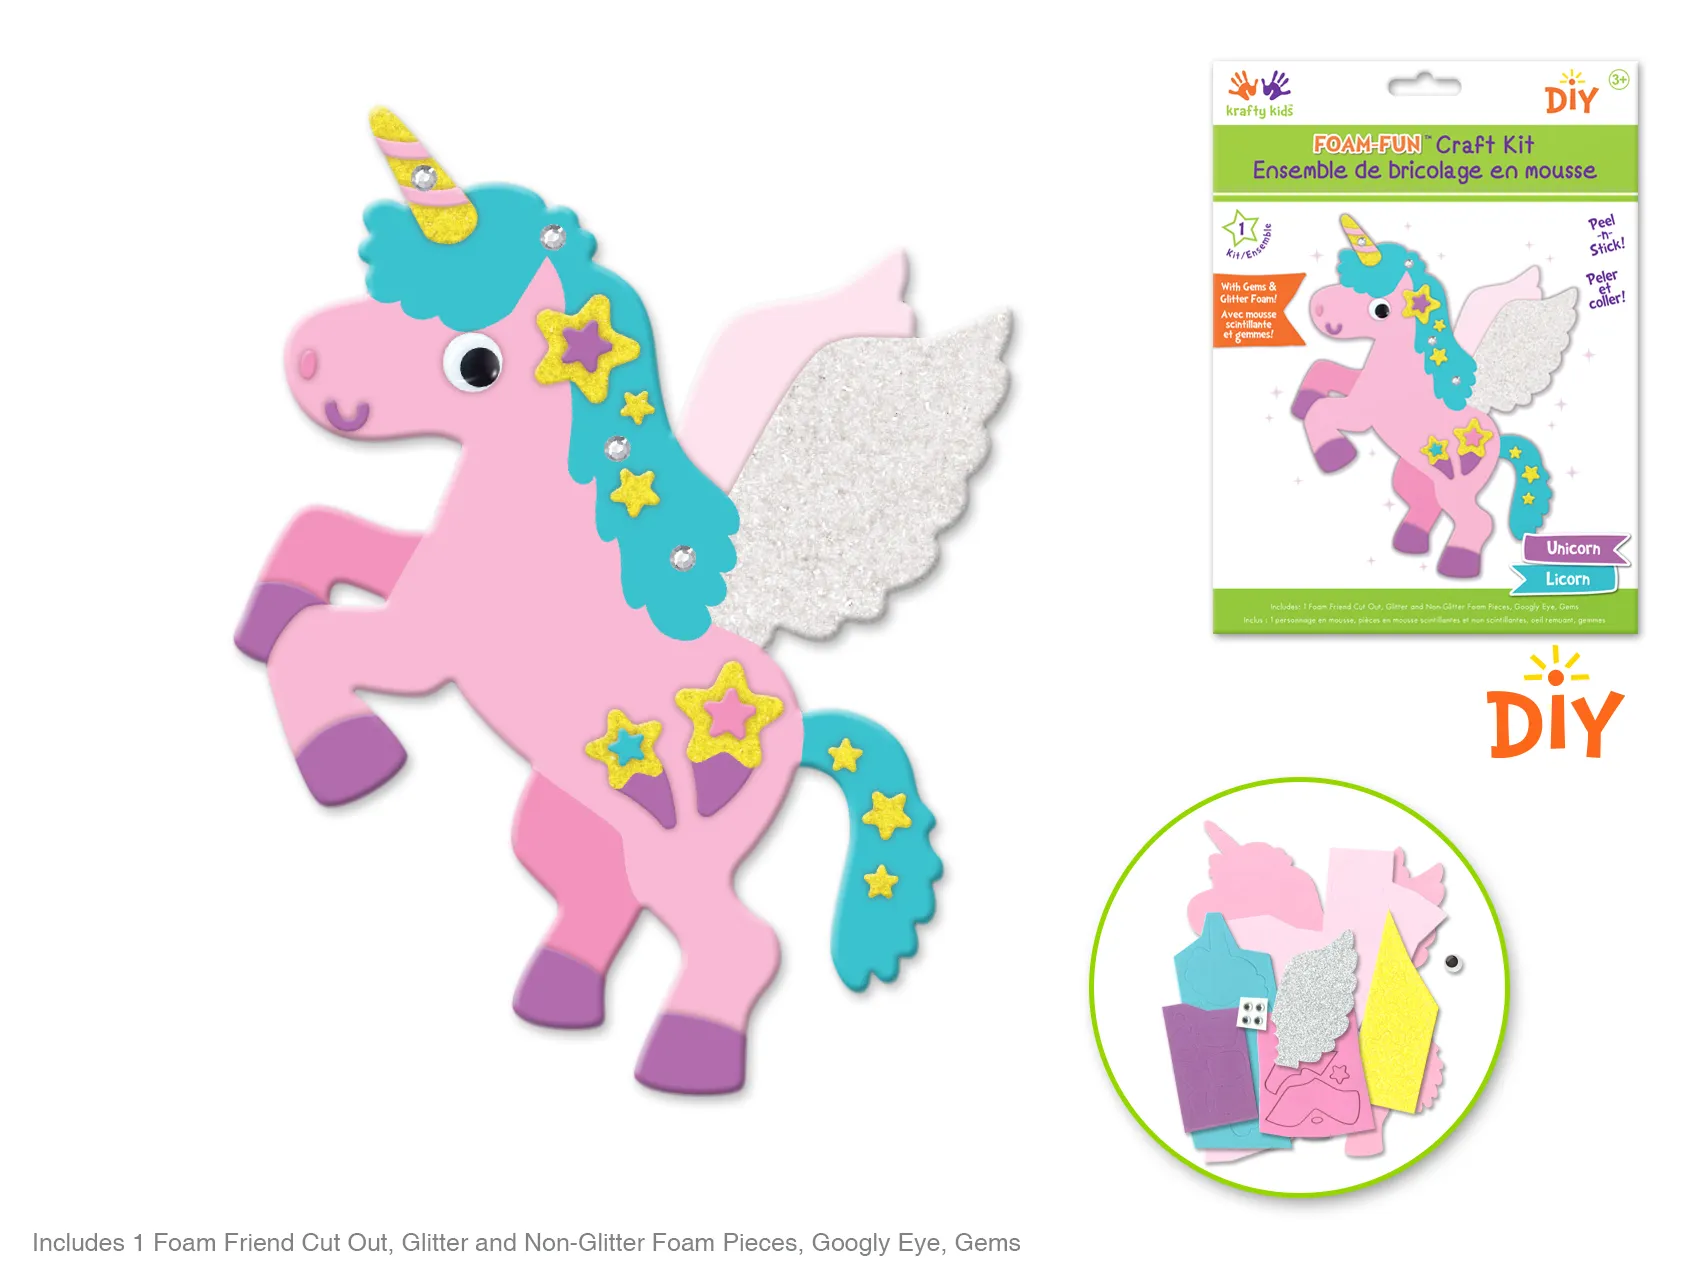 krafty kids™
DiY
3+
FOAM-FUN™ Craft Kit
Ensemble de bricolage en mousse
1
Kit/Ensemble
Peel
-n-
Stick!
Peler
et
coller!
With Gems &
Glitter Foam!
Avec mousse
scintillante
et gemmes!
Unicorn
Licorn
Includes: 1 Foam Friend Cut Out, Glitter and Non-Glitter Foam Pieces, Googly Eye, Gems
Inclus : 1 personnage en mousse, pièces en mousse scintillantes et non scintillantes, oeil remuant, gemmes
DiY
Includes 1 Foam Friend Cut Out, Glitter and Non-Glitter Foam Pieces, Googly Eye, Gems